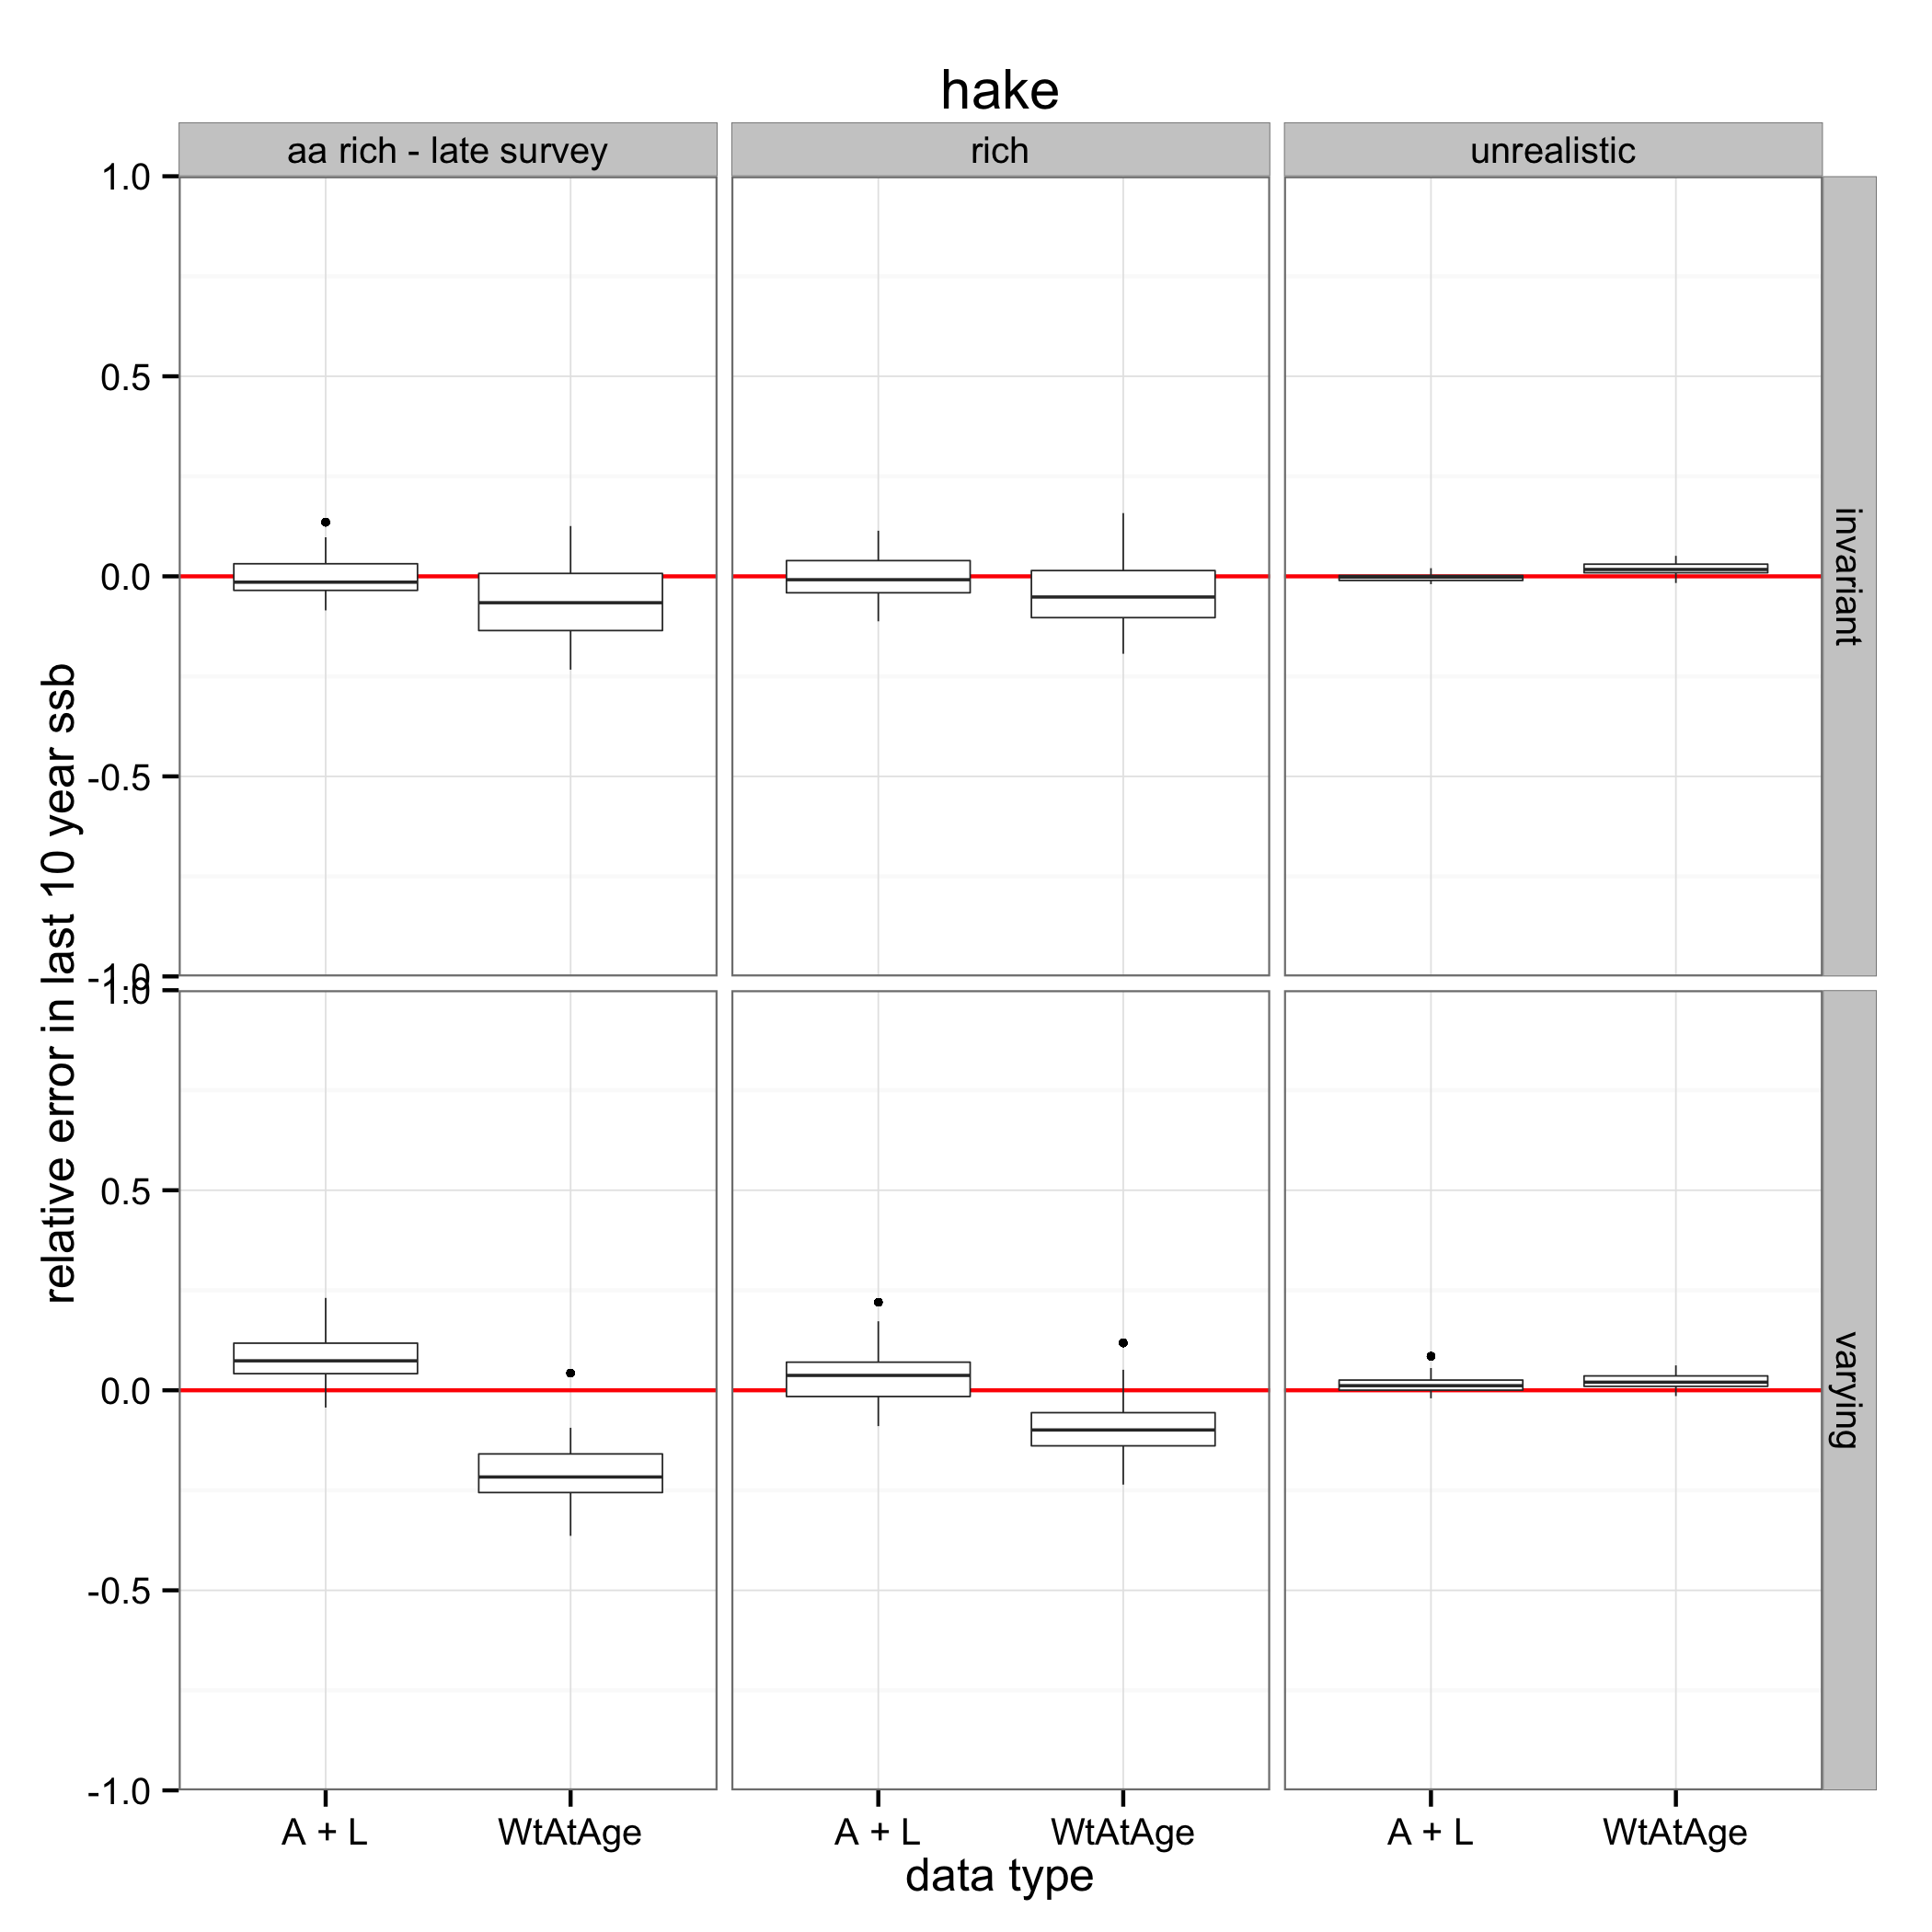 hake
aa rich - late survey
rich
unrealistic
1.0
0.5
0.0
-0.5
-1.0
invariant
relative error in last 10 year ssb
1.0
0.5
0.0
-0.5
-1.0
varying
A + L
WtAtAge
A + L
WtAtAge
A + L
WtAtAge
data type